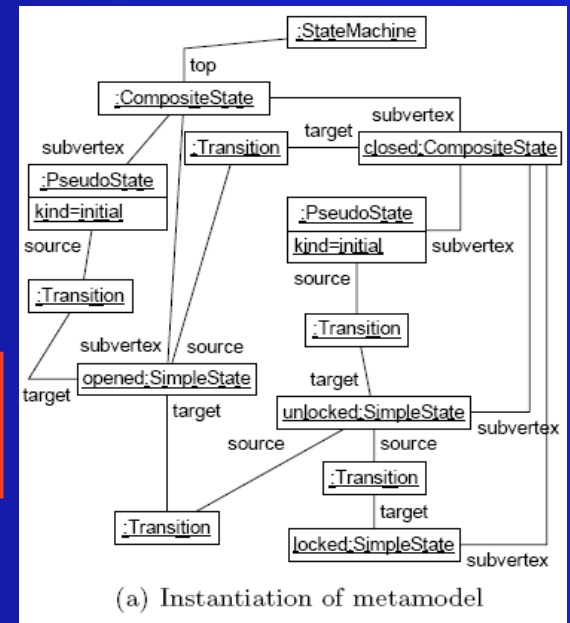 :StateMachine
top
:CompositeState
subvertex
subvertex
:Transition
target
closed:CompositeState
:PseudoState
kind=initial
:PseudoState
kind=initial
subvertex
source
source
:Transition
:Transition
subvertex
source
target
target
opened:SimpleState
target
unlocked:SimpleState
subvertex
source
source
:Transition
target
:Transition
locked:SimpleState
subvertex
(a) Instantiation of metamodel